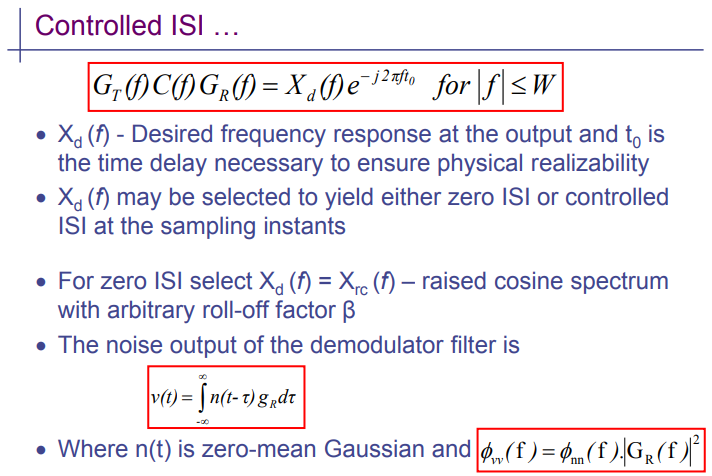 Controlled ISI …
G_T(f)C(f)G_R(f) = X_d(f)e^{-j2πft_0} for |f| ≤ W
• X_d (f) - Desired frequency response at the output and t_0 is
the time delay necessary to ensure physical realizability
• X_d (f) may be selected to yield either zero ISI or controlled
ISI at the sampling instants
• For zero ISI select X_d (f) = X_rc (f) – raised cosine spectrum
with arbitrary roll-off factor β
• The noise output of the demodulator filter is
v(t) = ∫_{-∞}^{∞} n(t-τ) g_R dτ
• Where n(t) is zero-mean Gaussian and ϕ_vv(f) = ϕ_nn(f).|G_R(f)|^2